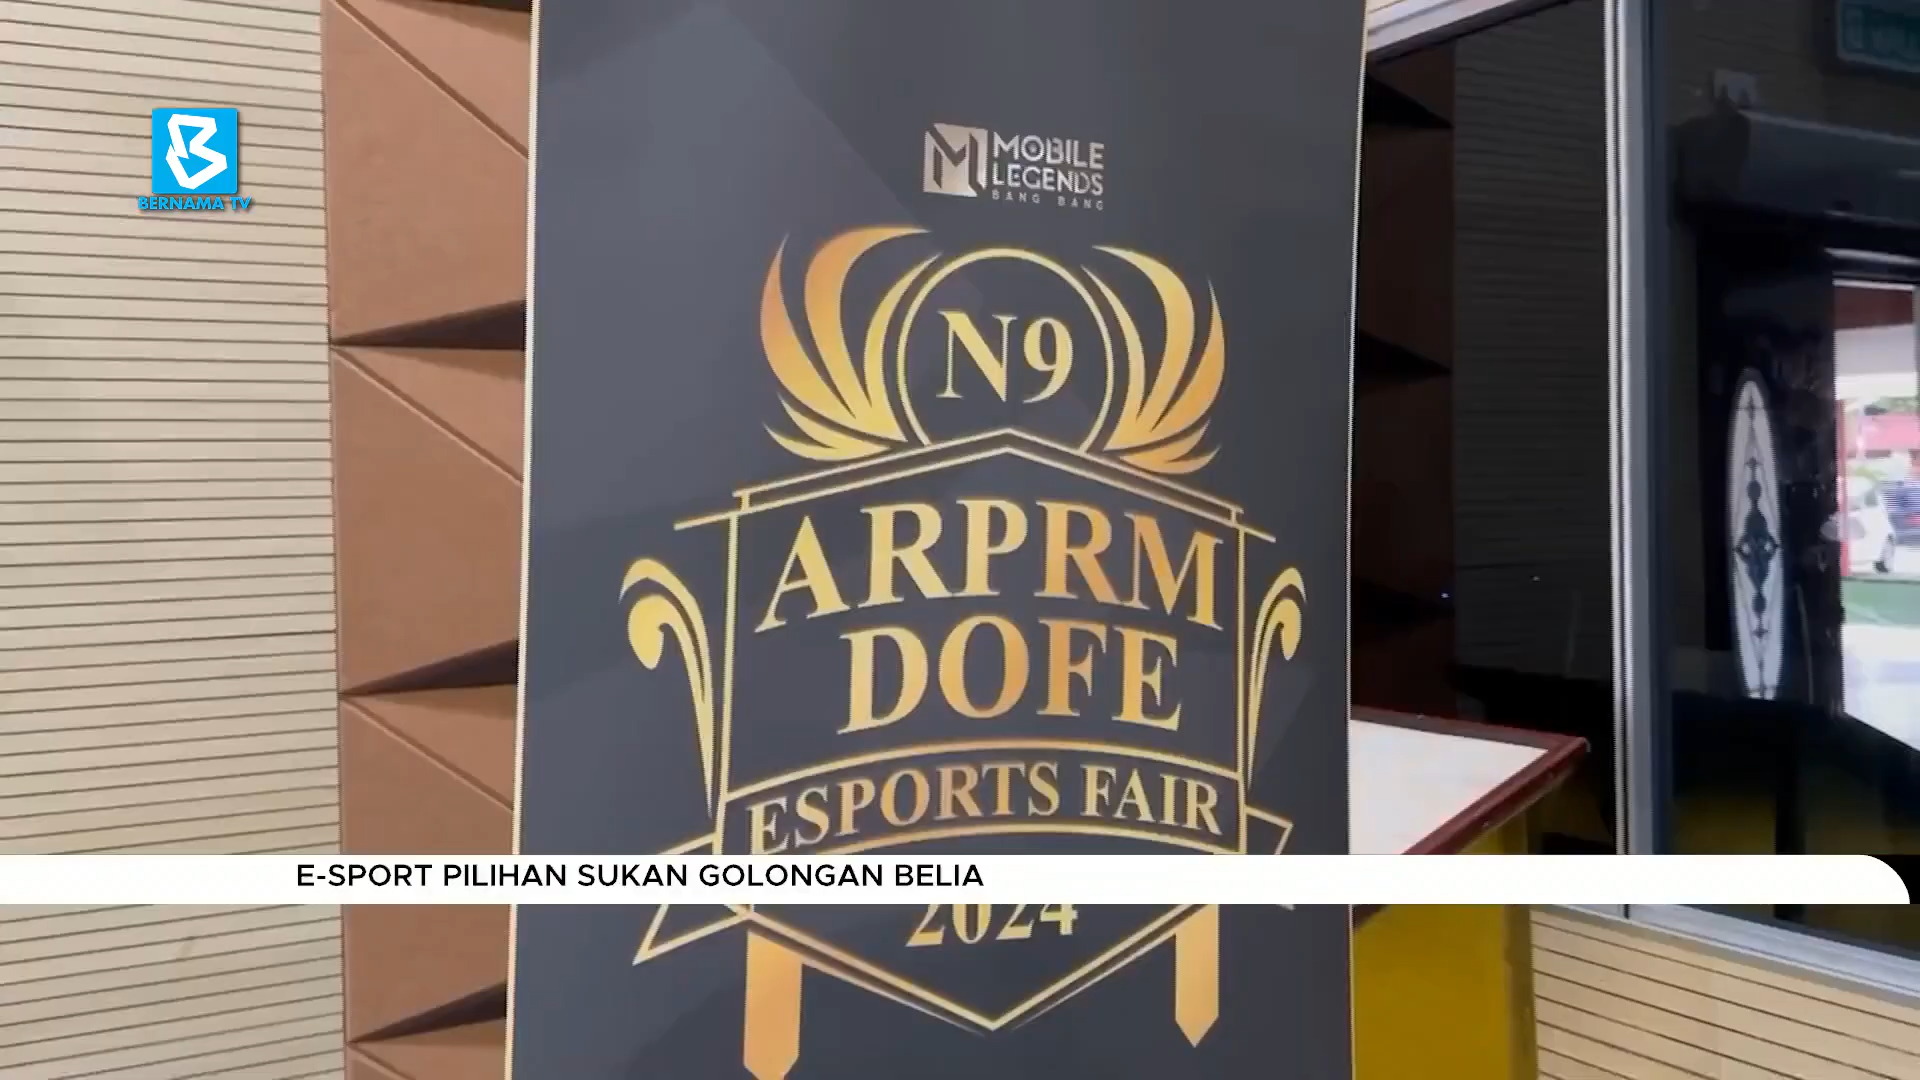 BERNAMA TV
MOBILE
LEGENDS
BANG BANG
N9
ARPRM
DOFE
ESPORTS FAIR
E-SPORT PILIHAN SUKAN GOLONGAN BELIA
2024